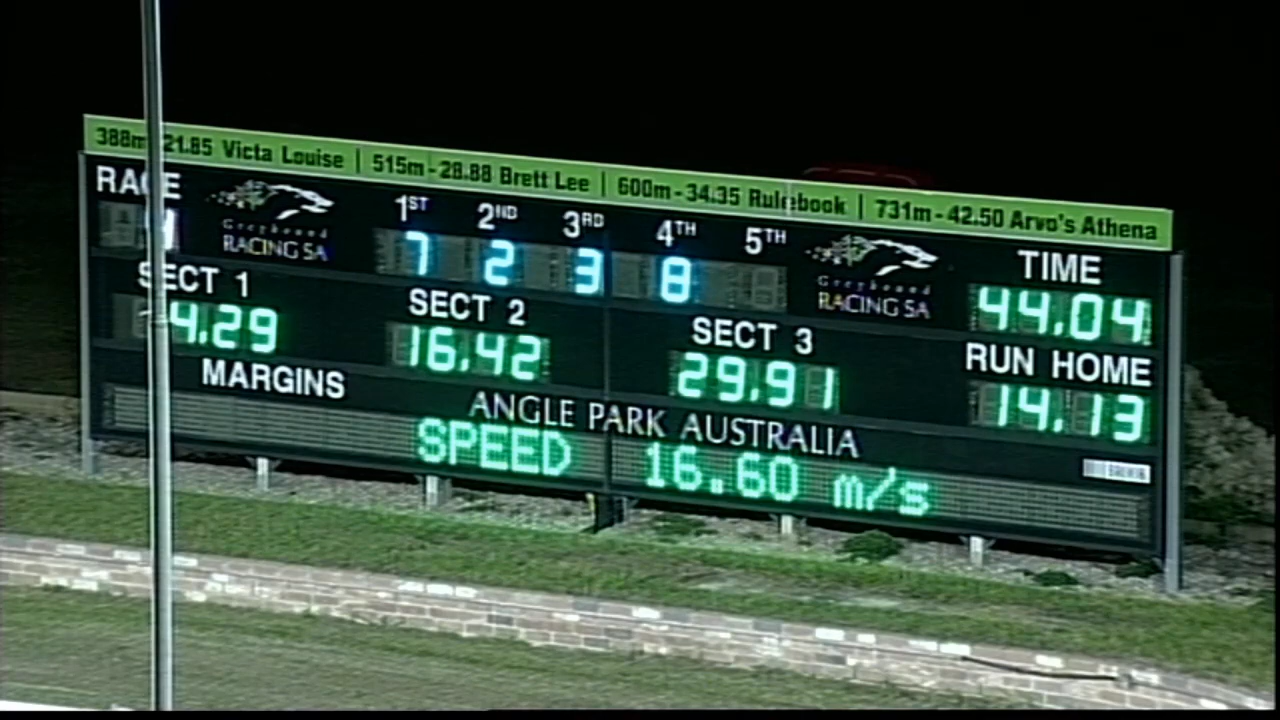 388m-21.85 Victa Louise | 515m-28.88 Brett Lee | 600m-34.35 Rulebook | 731m-42.50 Arvo's Athena
RACE
Greyhound
RACING SA
1ST 2ND 3RD 4TH 5TH
7 2 3 8
Greyhound
RACING SA
TIME
44.04
SECT 1
4.29
SECT 2
16.42
SECT 3
29.91
RUN HOME
14.13
MARGINS
ANGLE PARK AUSTRALIA
SPEED 16.60 m/s